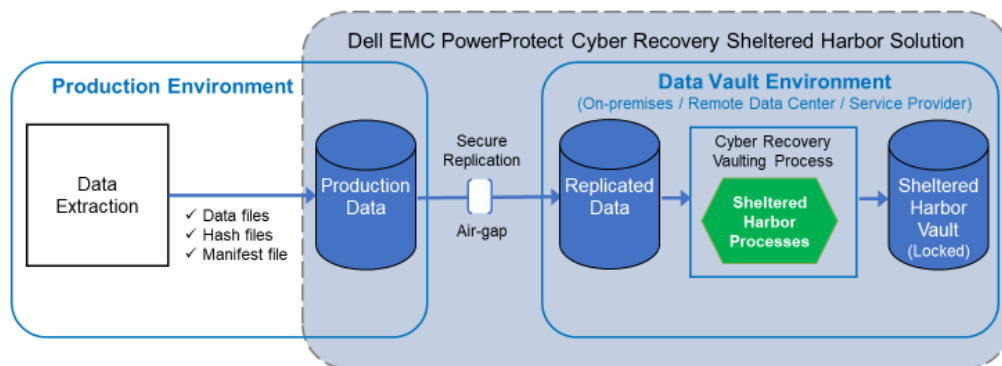 Dell EMC PowerProtect Cyber Recovery Sheltered Harbor Solution
Production Environment
Data
Extraction
✓ Data files
✓ Hash files
✓ Manifest file
Production
Data
Secure
Replication
Air-gap
Data Vault Environment
(On-premises / Remote Data Center / Service Provider)
Replicated
Data
Cyber Recovery
Vaulting Process
Sheltered
Harbor
Processes
Sheltered
Harbor
Vault
(Locked)